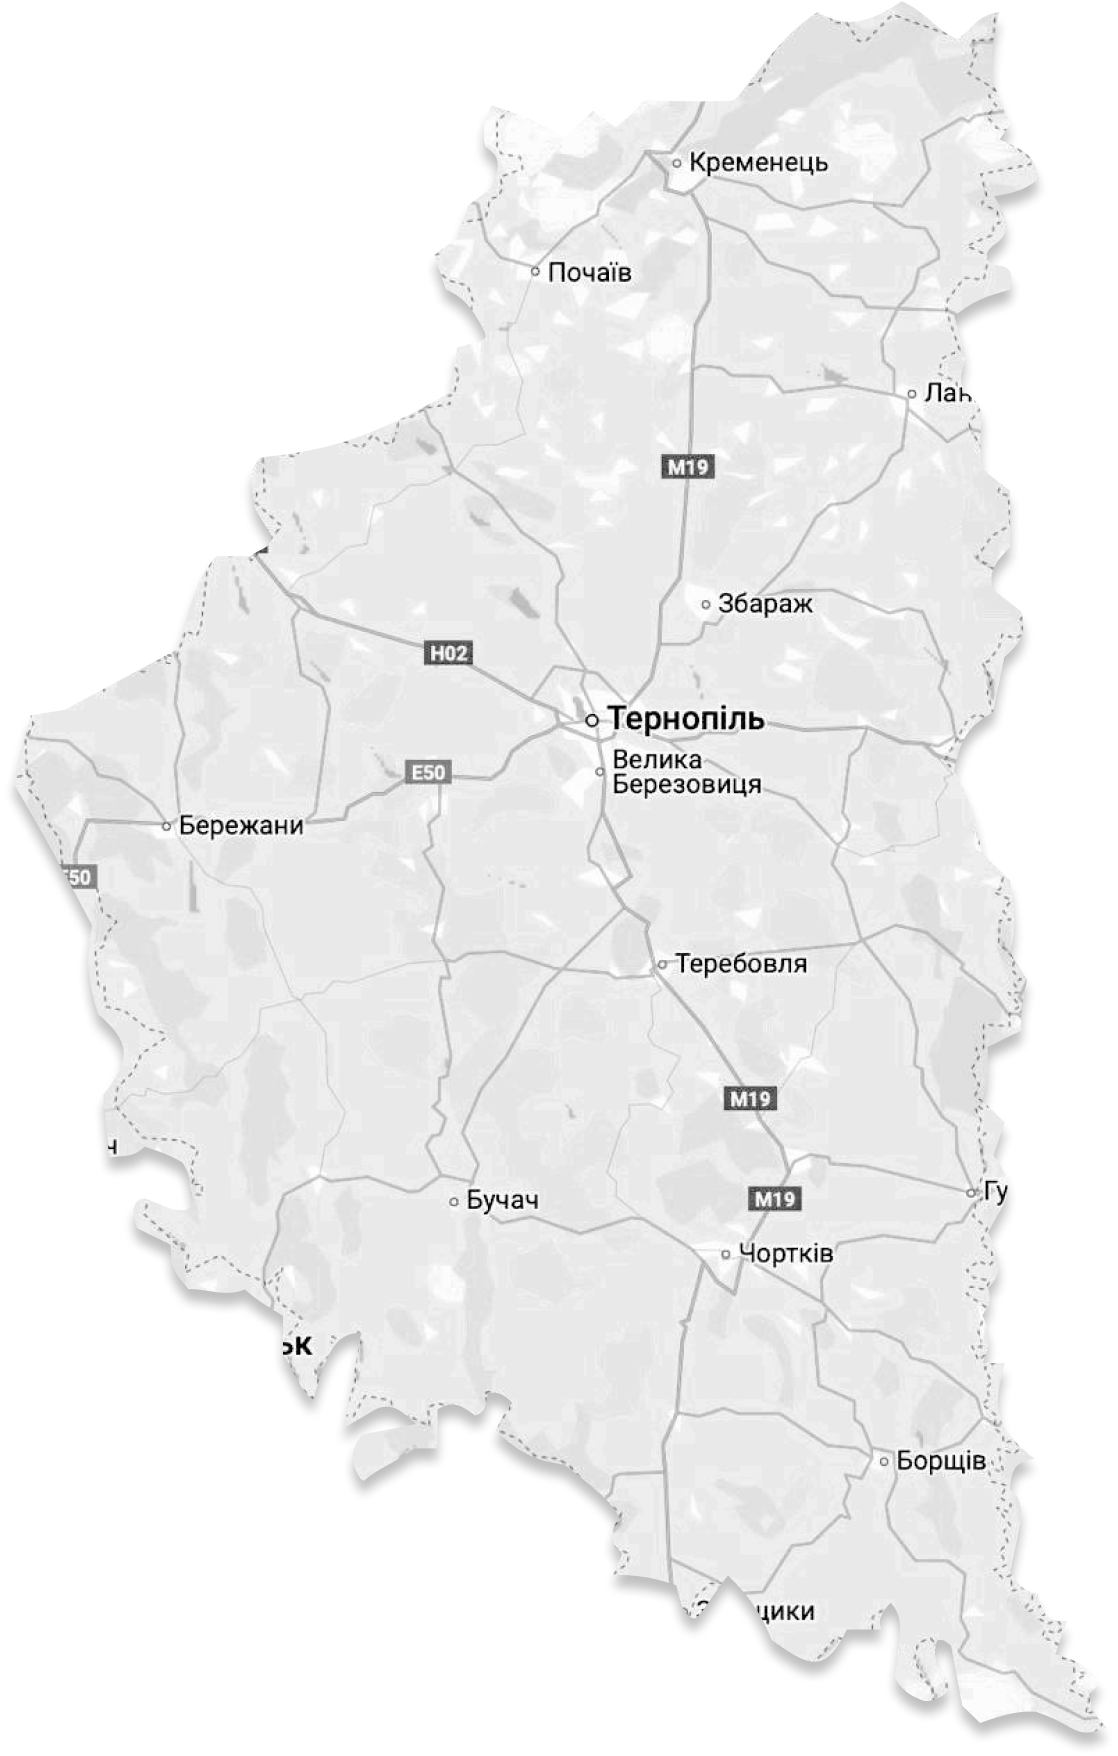 Кременець
Почаїв
Лан
M19
Збараж
H02
Тернопіль
Велика
Березовиця
E50
Бережани
E50
Теребовля
M19
ч
Гу
M19
Бучач
Чортків
ьк
Борщів
щики